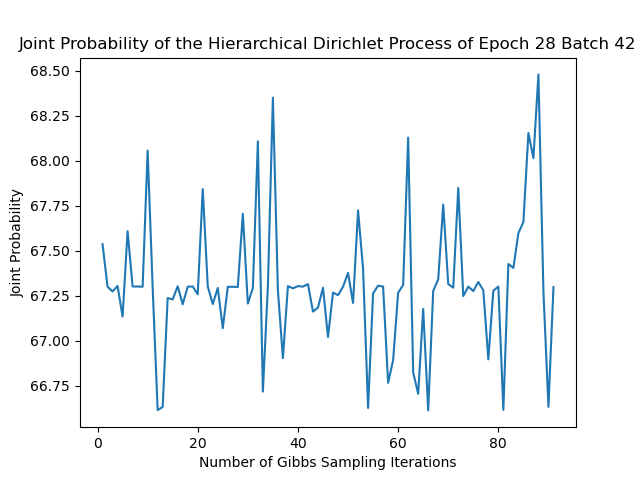 Joint Probability of the Hierarchical Dirichlet Process of Epoch 28 Batch 42
68.50
68.25
68.00
67.75
67.50
67.25
67.00
66.75
Joint Probability
0 20 40 60 80
Number of Gibbs Sampling Iterations